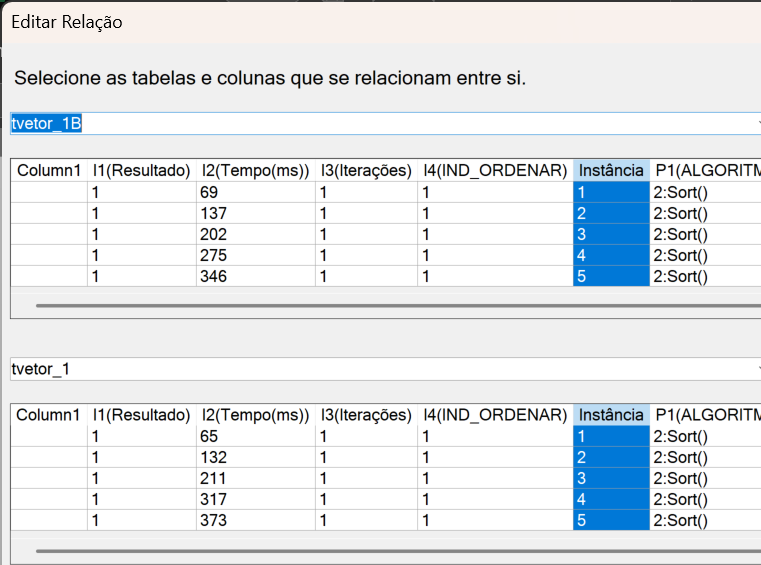 Editar Relação
Selecione as tabelas e colunas que se relacionam entre si.
tvetor_1B
Column1 I1(Resultado) I2(Tempo(ms)) I3(Iterações) I4(IND_ORDENAR) Instância P1(ALGORITM
1 69 1 1 1 2:Sort()
1 137 1 1 2 2:Sort()
1 202 1 1 3 2:Sort()
1 275 1 1 4 2:Sort()
1 346 1 1 5 2:Sort()
tvetor_1
Column1 I1(Resultado) I2(Tempo(ms)) I3(Iterações) I4(IND_ORDENAR) Instância P1(ALGORITM
1 65 1 1 1 2:Sort()
1 132 1 1 2 2:Sort()
1 211 1 1 3 2:Sort()
1 317 1 1 4 2:Sort()
1 373 1 1 5 2:Sort()